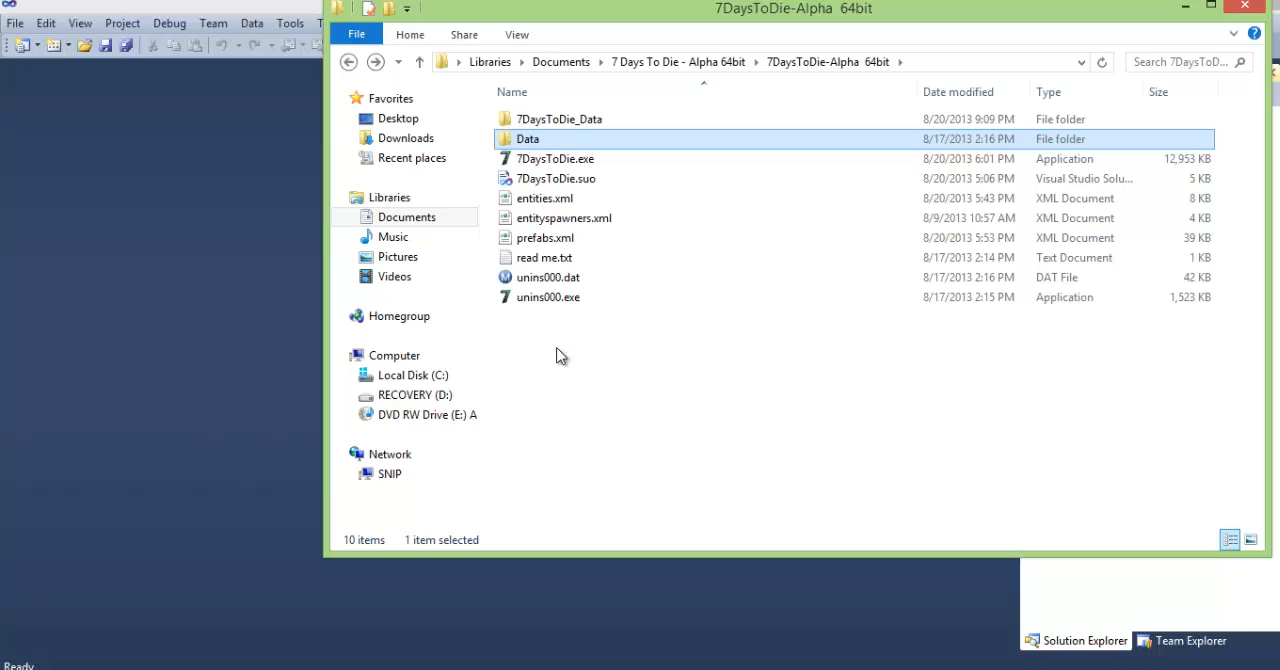 7DaysToDie-Alpha 64bit
File Edit View Project Debug Team Data Tools
File Home Share View
Libraries Documents 7 Days To Die - Alpha 64bit 7DaysToDie-Alpha 64bit
Search 7DaysToD...
Name Date modified Type Size
Favorites
Desktop
Downloads
Recent places
Libraries
Documents
Music
Pictures
Videos
Homegroup
Computer
Local Disk (C:)
RECOVERY (D:)
DVD RW Drive (E:) A
Network
SNIP
7DaysToDie_Data 8/20/2013 9:09 PM File folder
Data 8/17/2013 2:16 PM File folder
7DaysToDie.exe 8/20/2013 6:01 PM Application 12,953 KB
7DaysToDie.suo 8/20/2013 5:06 PM Visual Studio Solu... 5 KB
entities.xml 8/20/2013 5:43 PM XML Document 8 KB
entityspawners.xml 8/9/2013 10:57 AM XML Document 4 KB
prefabs.xml 8/20/2013 5:53 PM XML Document 39 KB
read me.txt 8/17/2013 2:14 PM Text Document 1 KB
unins000.dat 8/17/2013 2:16 PM DAT File 42 KB
unins000.exe 8/17/2013 2:15 PM Application 1,523 KB
10 items 1 item selected
Solution Explorer Team Explorer
Ready